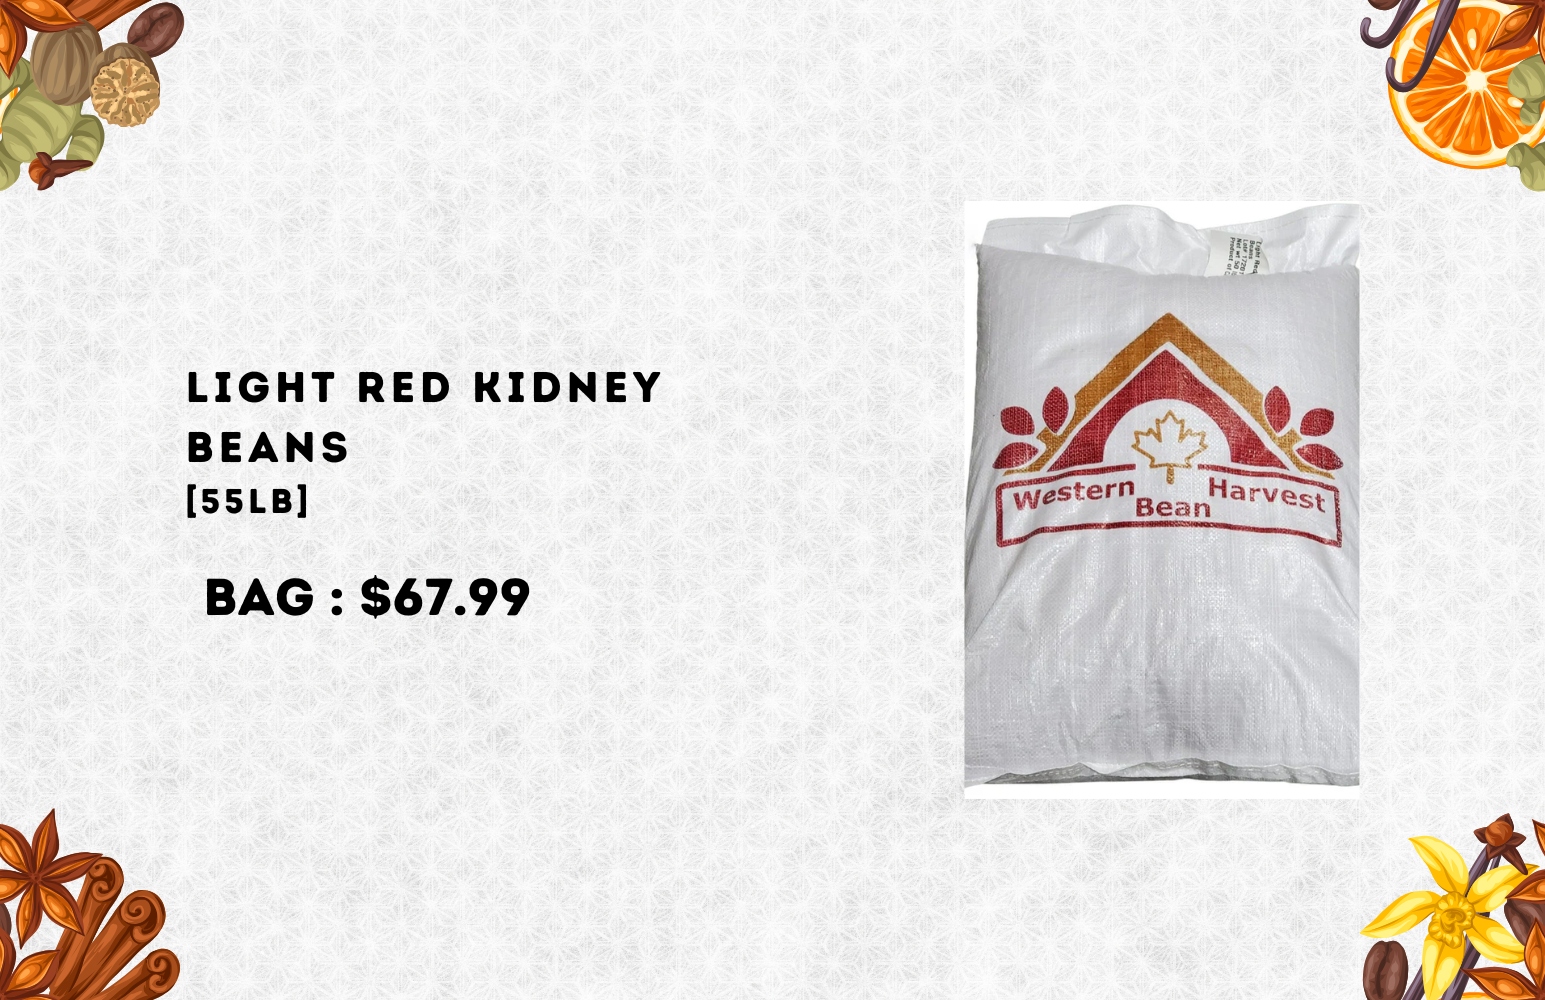 LIGHT RED KIDNEY
BEANS
[55LB]
BAG : $67.99
Western Bean Harvest